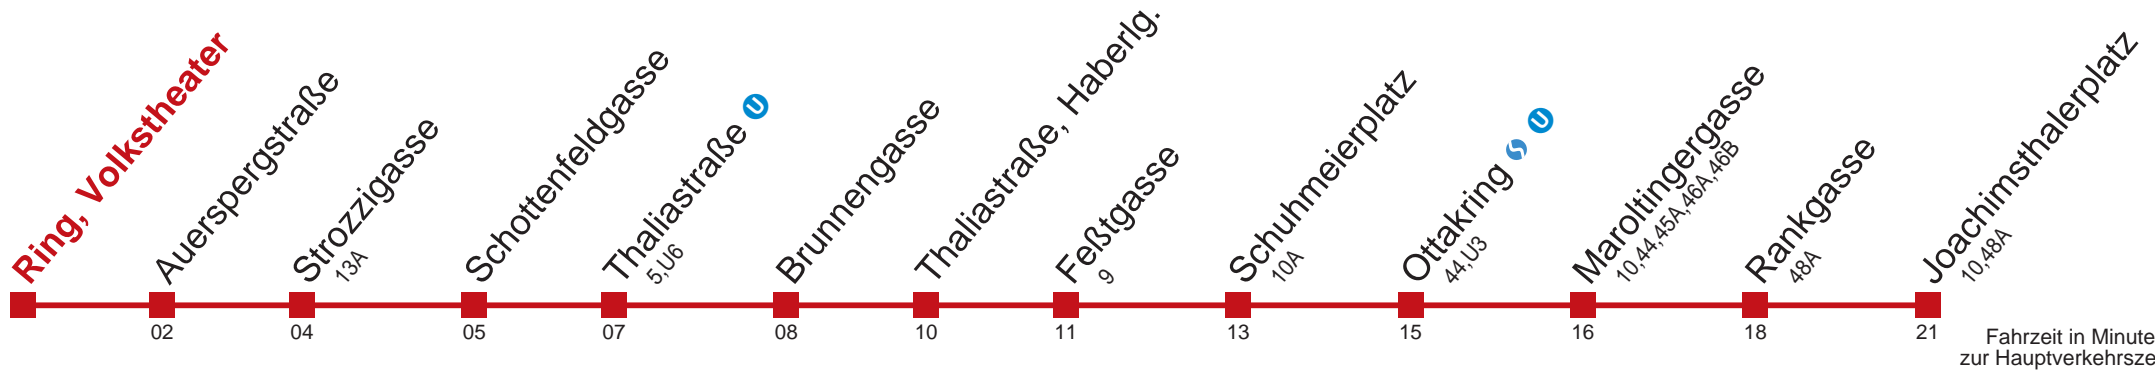 Ring, Volkstheater
02
Auerspergstraße
04
Strozzigasse
13A
05
Schottenfeldgasse
07
Thaliastraße U
5,U6
08
Brunnengasse
10
Thaliastraße, Haberlg.
11
Feßtgasse
9
13
Schuhmeierplatz
10A
15
Ottakring S U
44,U3
16
Maroltingergasse
10,44,45A,46A,46B
18
Rankgasse
48A
21
Joachimsthalerplatz
10,48A
Fahrzeit in Minute
zur Hauptverkehrsze